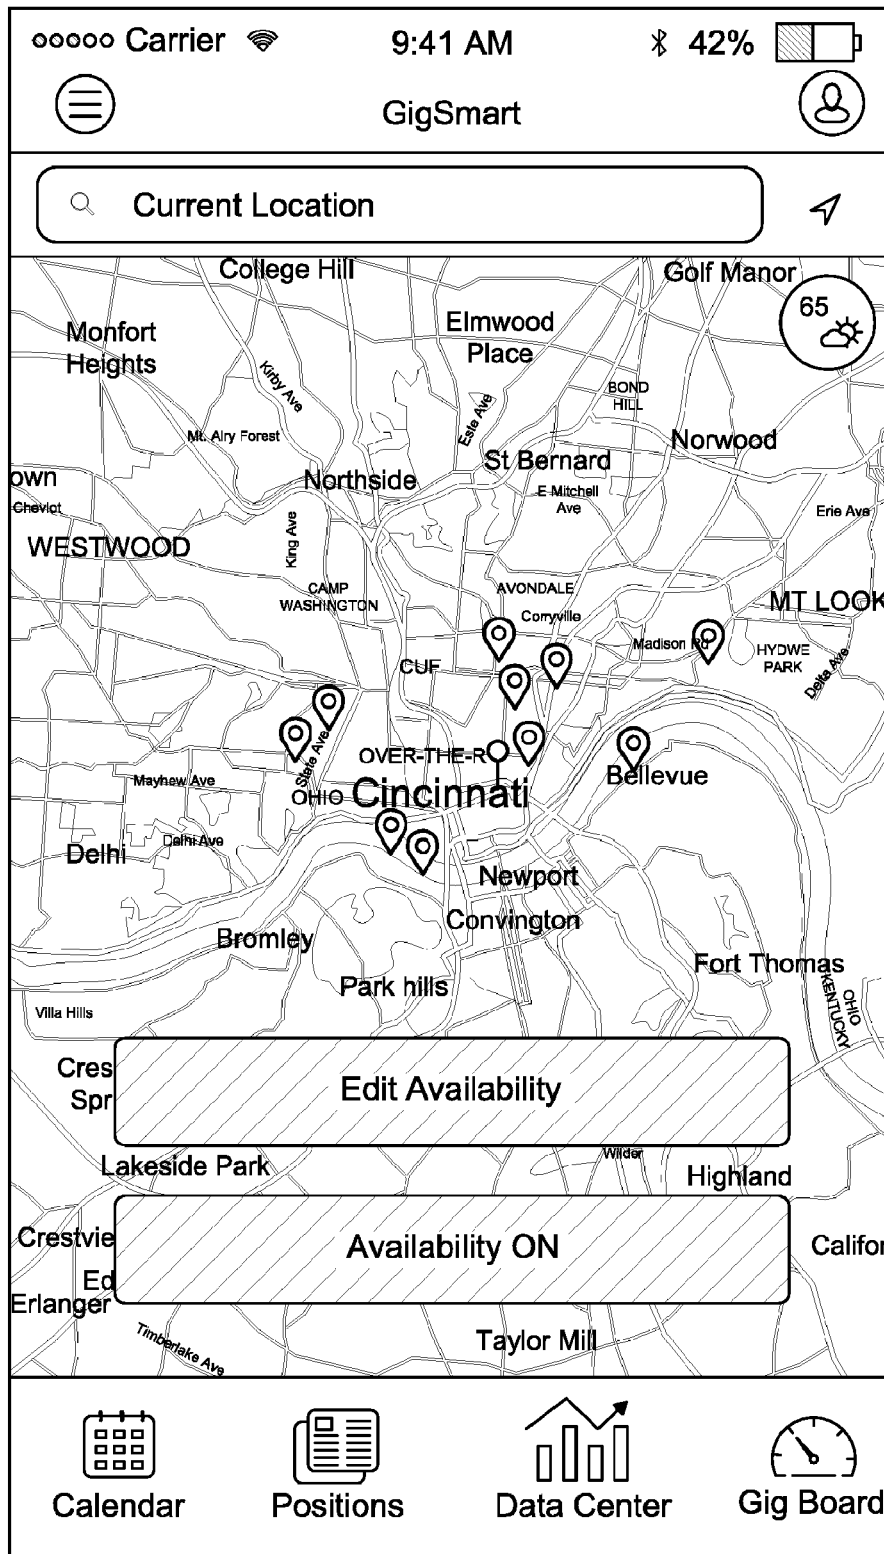 Carrier 9:41 AM 42%
GigSmart
Current Location
College Hill
Golf Manor
65
Monfort
Heights
Elmwood
Place
Kirby Ave
BOND
HILL
Este Ave
Mt. Alry Forest
Norwood
St Bernard
own
Northside
E Mitchell
Ave
Cheviot
Erie Ave
King Ave
WESTWOOD
CAMP
WASHINGTON
AVONDALE
Corryville
MT LOOK
Madison Rd
HYDWE
PARK
CUF
Delta Ave
State Ave
OVER-THE-R
Bellevue
Mayhew Ave
OHIO Cincinnati
Delhi Ave
Delhi
Newport
Convington
Bromley
Fort Thomas
Park hills
OHIO
KENTUCKY
Villa Hills
Cres
Spr
Edit Availability
Wilder
Lakeside Park
Highland
Crestvie
Availability ON
Califor
Ed
Erlanger
Timberlake Ave
Taylor Mill
Calendar
Positions
Data Center
Gig Board